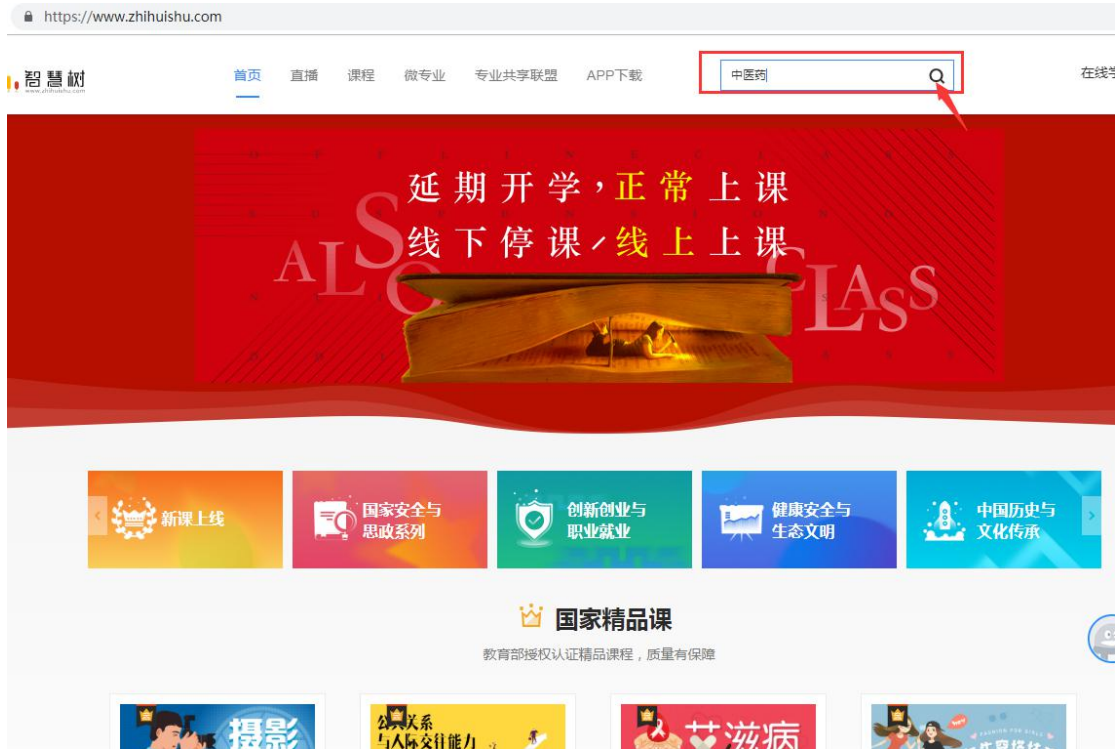 https://www.zhihuishu.com
智慧树
www.zhihuishu.com
首页 直播 课程 微专业 专业共享联盟 APP下载
中医药
在线学
延期开学，正常上课
线下停课/线上上课
ALSO CLASS
新课上线
国家安全与
思政系列
创新创业与
职业就业
健康安全与
生态文明
中国历史与
文化传承
国家精品课
教育部授权认证精品课程，质量有保障
摄影
公共关系
与人际交往能力
艾滋病
FASHION FOR GIRLS